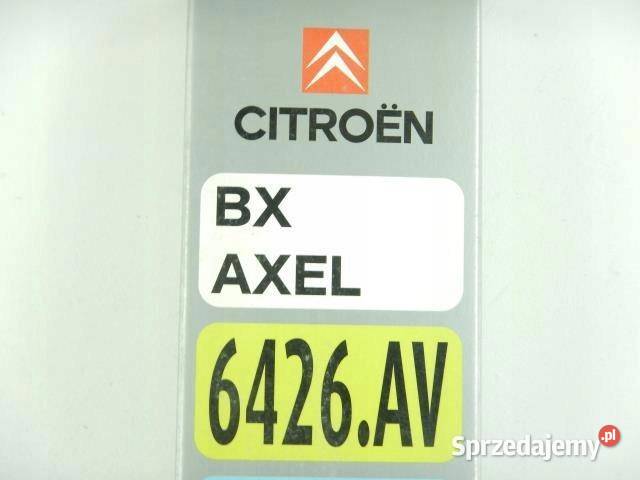 CITROËN
BX
AXEL
6426.AV
Sprzedajemy.pl